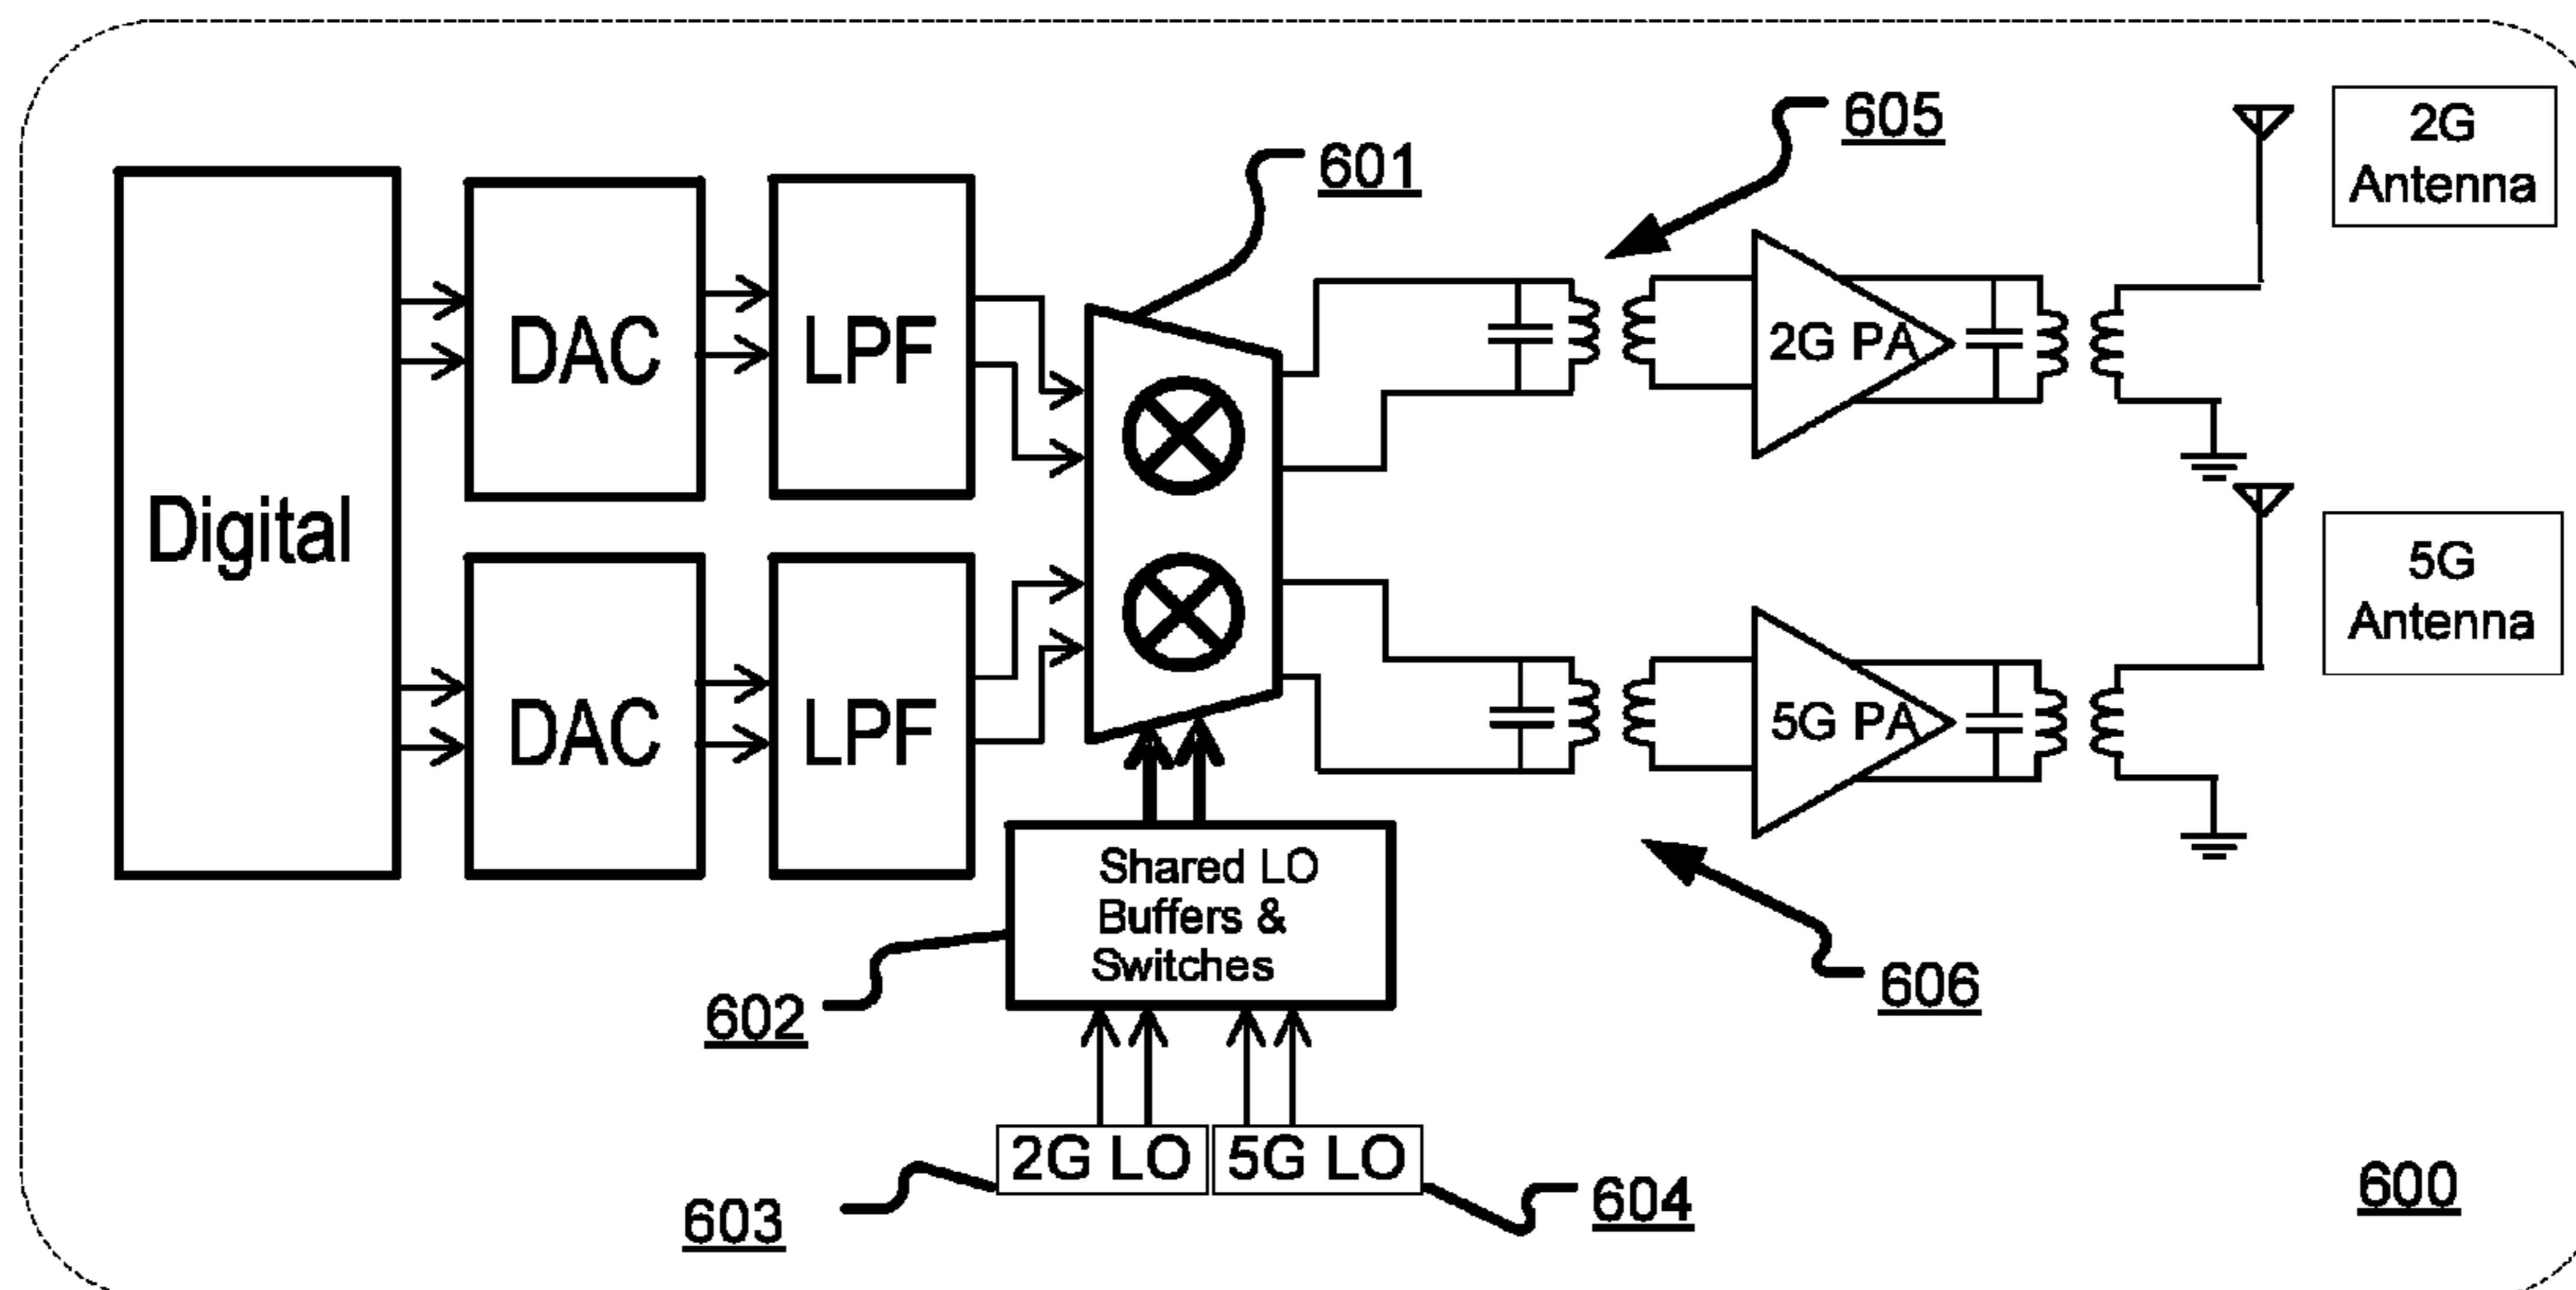 605
2G
Antenna
601
Digital
DAC
LPF
2G PA
5G
Antenna
DAC
LPF
5G PA
Shared LO
Buffers &
Switches
602
606
2G LO
5G LO
603
604
600